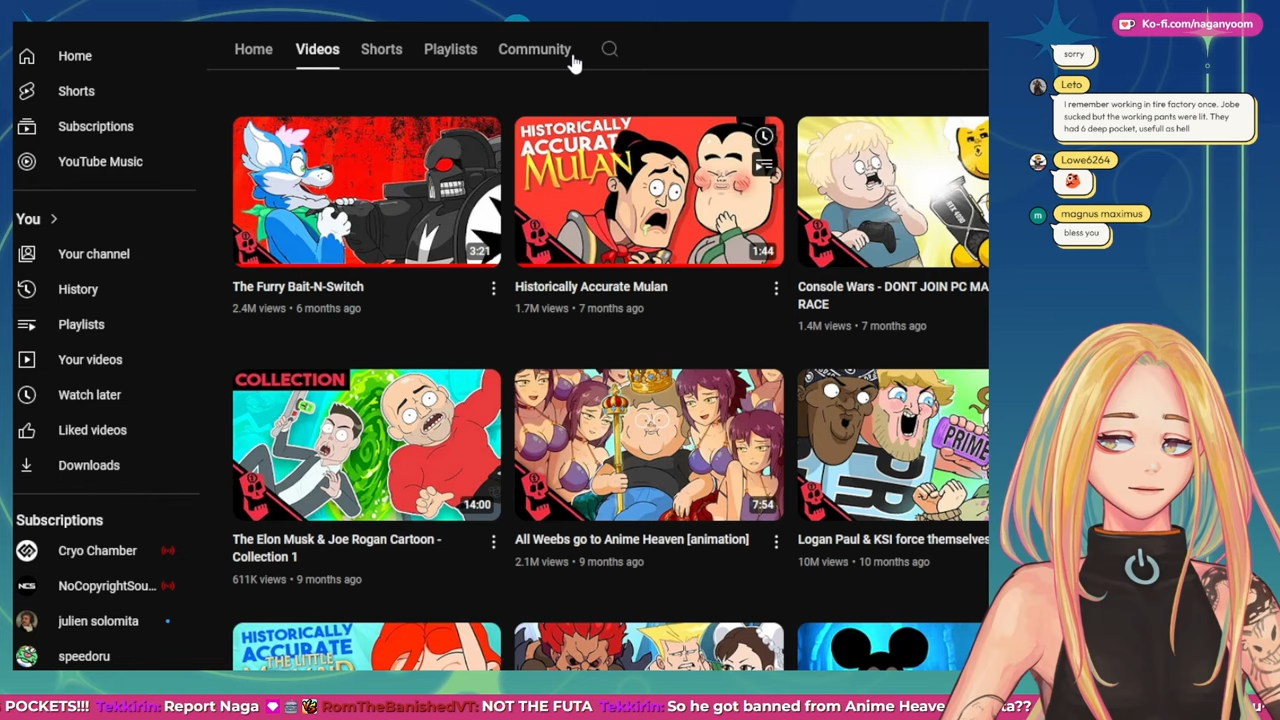 Home
Shorts
Subscriptions
YouTube Music
You
Your channel
History
Playlists
Your videos
Watch later
Liked videos
Downloads
Subscriptions
Cryo Chamber
NoCopyrightSou...
NCS
julien solomita
speedoru
Home Videos Shorts Playlists Community
3:21
HISTORICALLY
ACCURATE
MULAN
1:44
The Furry Bait-N-Switch
2.4M views • 6 months ago
Historically Accurate Mulan
1.7M views • 7 months ago
Console Wars - DONT JOIN PC MA
RACE
1.4M views • 7 months ago
COLLECTION
14:00
7:54
PRIME
PR
The Elon Musk & Joe Rogan Cartoon -
Collection 1
611K views • 9 months ago
All Weebs go to Anime Heaven [animation]
2.1M views • 9 months ago
Logan Paul & KSI force themselves
10M views • 10 months ago
HISTORICALLY
ACCURATE
THE LITTLE
Ko-fi.com/naganyoom
sorry
Leto
I remember working in tire factory once. Jobe
sucked but the working pants were lit. They
had 6 deep pocket, usefull as hell
Lowe6264
m
magnus maximus
bless you
POCKETS!!! Tekkirin: Report Naga RomTheBanishedVT: NOT THE FUTA Tekkirin: So he got banned from Anime Heave ta??